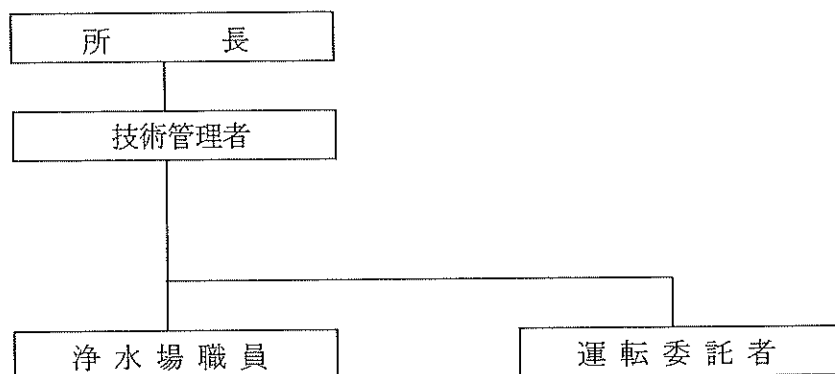 所長
技術管理者
浄水場職員
運転委託者